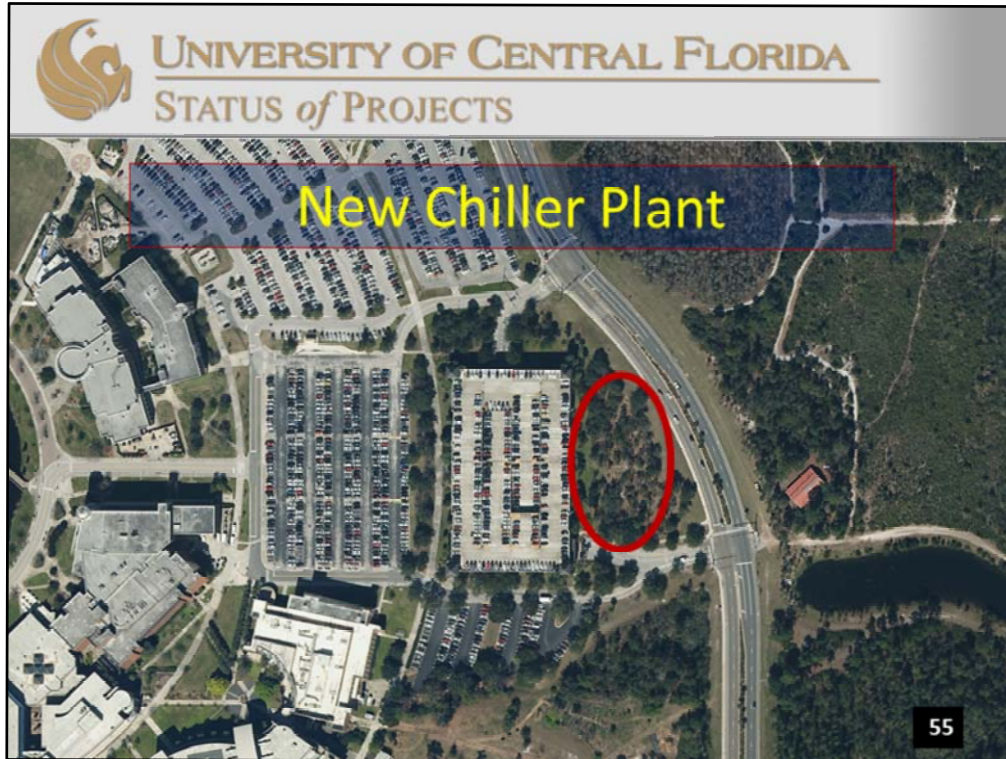 UNIVERSITY OF CENTRAL FLORIDA
STATUS of PROJECTS
New Chiller Plant
55